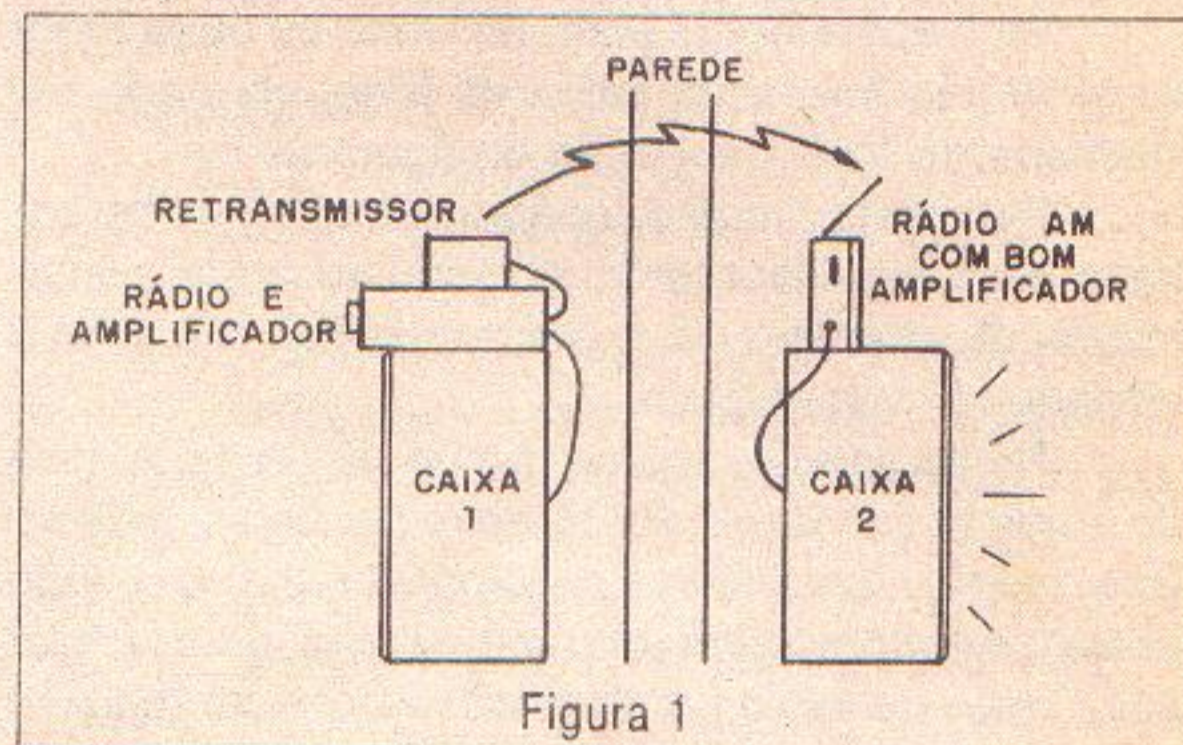 PAREDE
RETRANSMISSOR
RÁDIO E
AMPLIFICADOR
RÁDIO AM
COM BOM
AMPLIFICADOR
CAIXA
1
CAIXA
2
Figura 1